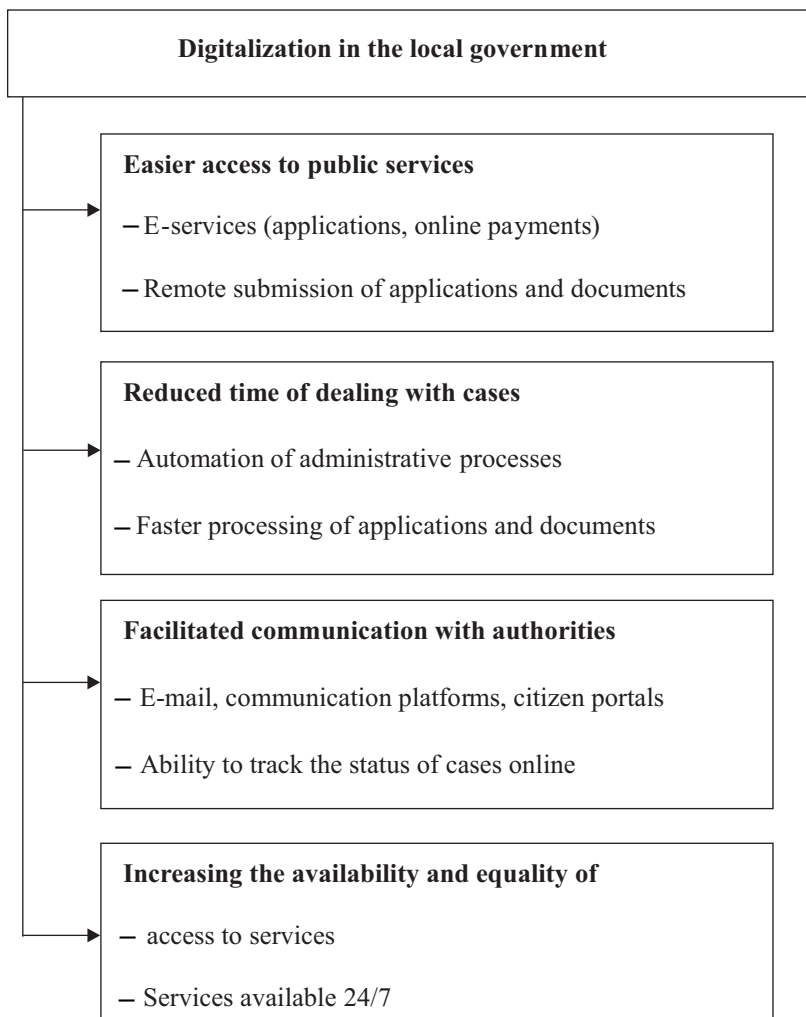 Digitalization in the local government
Easier access to public services
– E-services (applications, online payments)
– Remote submission of applications and documents
Reduced time of dealing with cases
– Automation of administrative processes
– Faster processing of applications and documents
Facilitated communication with authorities
– E-mail, communication platforms, citizen portals
– Ability to track the status of cases online
Increasing the availability and equality of
– access to services
– Services available 24/7